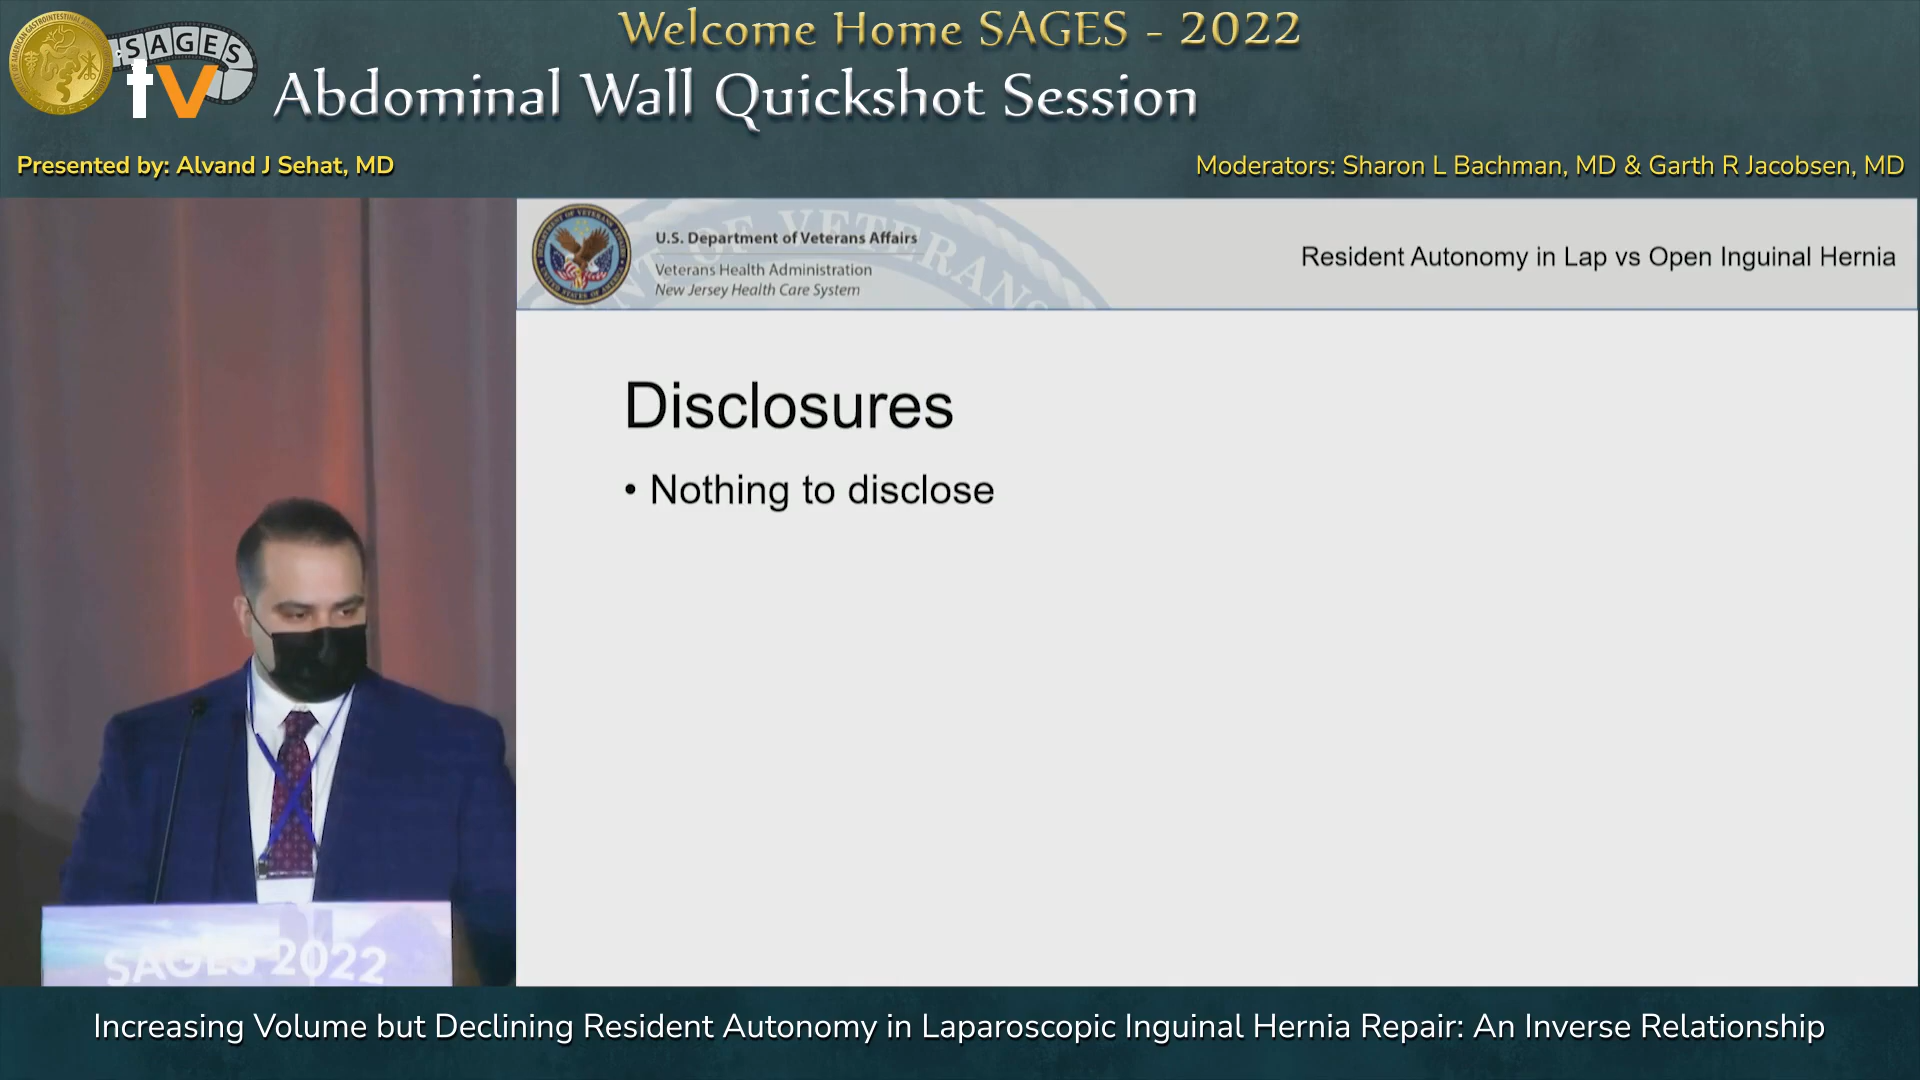 Welcome Home SAGES - 2022
SAGES
tv
Abdominal Wall Quickshot Session
Presented by: Alvand J Sehat, MD
Moderators: Sharon L Bachman, MD & Garth R Jacobsen, MD
U.S. Department of Veterans Affairs
Veterans Health Administration
New Jersey Health Care System
Resident Autonomy in Lap vs Open Inguinal Hernia
Disclosures
• Nothing to disclose
SAGES 2022
Increasing Volume but Declining Resident Autonomy in Laparoscopic Inguinal Hernia Repair: An Inverse Relationship